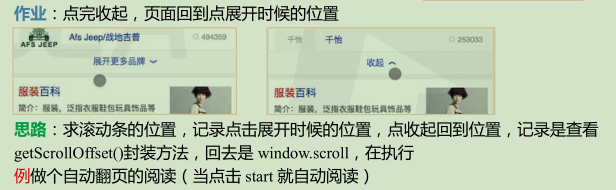 作业：点完收起，页面回到点展开时候的位置
AFS JEEP Afs Jeep/战地吉普 494359
展开更多品牌
服装百科
简介：服装，泛指衣服鞋包玩具饰品等
千怡 千怡 253033
收起
服装百科
简介：服装，泛指衣服鞋包玩具饰品等
思路：求滚动条的位置，记录点击展开时候的位置，点收起回到位置，记录是查看
getScrollOffset()封装方法，回去是 window.scroll，在执行
例做个自动翻页的阅读（当点击 start 就自动阅读）